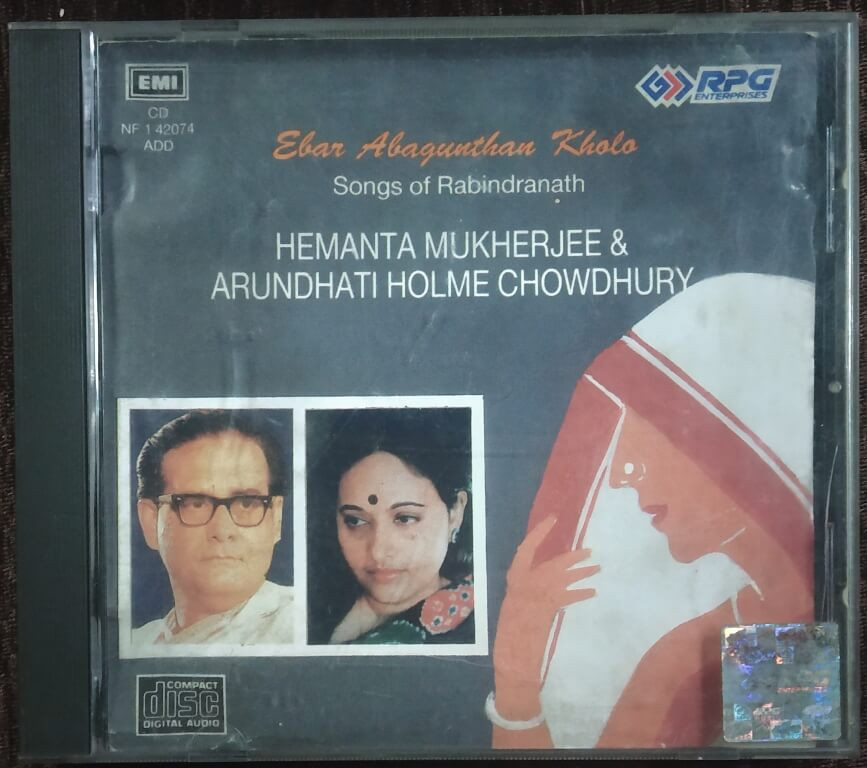 EMI
CD
NF 1 42074
ADD
RPG
ENTERPRISES
Ebar Abagunthan Kholo
Songs of Rabindranath
HEMANTA MUKHERJEE &
ARUNDHATI HOLME CHOWDHURY
COMPACT
disc
DIGITAL AUDIO
RPG